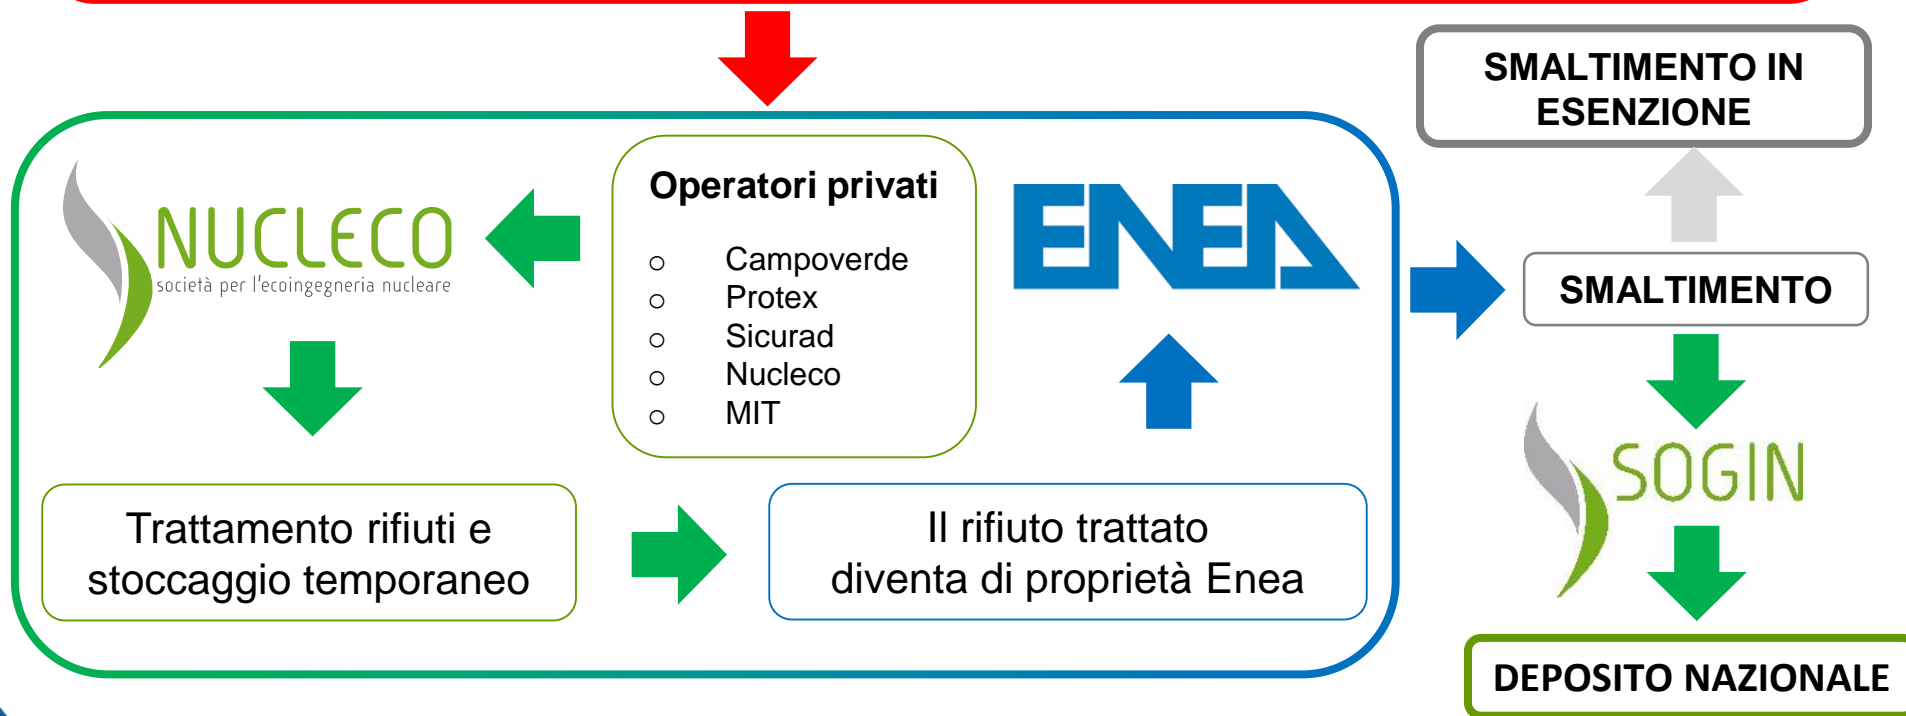 SMALTIMENTO IN
ESENZIONE
Operatori privati
o Campoverde
o Protex
o Sicurad
o Nucleco
o MIT
NUCLECO
società per l'ecoingegneria nucleare
ENEA
SMALTIMENTO
SOGIN
Trattamento rifiuti e
stoccaggio temporaneo
Il rifiuto trattato
diventa di proprietà Enea
DEPOSITO NAZIONALE